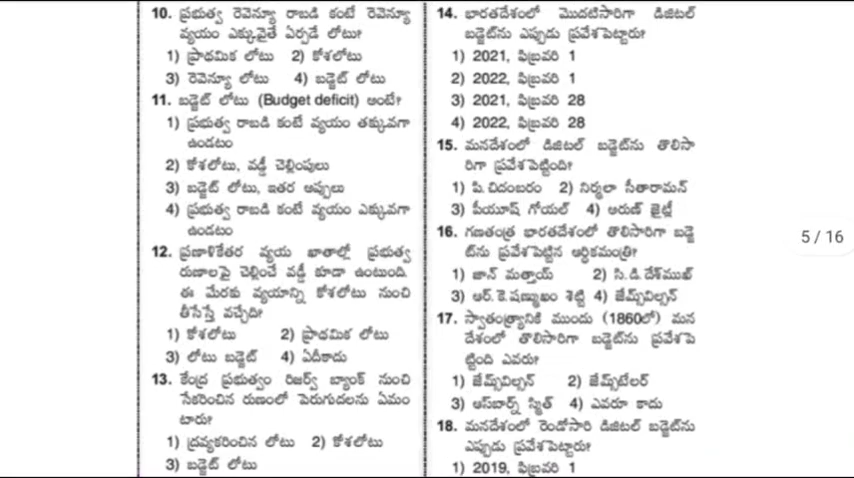 10. ప్రభుత్వ రెవెన్యూ రాబడి కంటే రెవెన్యూ
వ్యయం ఎక్కువైతే ఏర్పడే లోటు?
1) ప్రాథమిక లోటు 2) కోశలోటు
3) రెవెన్యూ లోటు 4) బడ్జెట్ లోటు
11. బడ్జెట్ లోటు (Budget deficit) అంటే?
1) ప్రభుత్వ రాబడి కంటే వ్యయం తక్కువగా
ఉండటం
2) కోశలోటు, వడ్డీ చెల్లింపులు
3) బడ్జెట్ లోటు, ఇతర అప్పులు
4) ప్రభుత్వ రాబడి కంటే వ్యయం ఎక్కువగా
ఉండటం
12. ప్రణాళికేతర వ్యయ ఖాతాల్లో ప్రభుత్వ
రుణాలపై చెల్లించే వడ్డీ కూడా ఉంటుంది.
ఈ మేరకు వ్యయాన్ని కోశలోటు నుంచి
తీసేస్తే వచ్చేది?
1) కోశలోటు 2) ప్రాథమిక లోటు
3) లోటు బడ్జెట్ 4) ఏదీకాదు
13. కేంద్ర ప్రభుత్వం రిజర్వ్ బ్యాంక్ నుంచి
సేకరించిన రుణంలో పెరుగుదలను ఏమం
టారు?
1) ద్రవ్యకరించిన లోటు 2) కోశలోటు
3) బడ్జెట్ లోటు
14. భారతదేశంలో మొదటిసారిగా డిజిటల్
బడ్జెట్‌ను ఎప్పుడు ప్రవేశపెట్టారు?
1) 2021, ఫిబ్రవరి 1
2) 2022, ఫిబ్రవరి 1
3) 2021, ఫిబ్రవరి 28
4) 2022, ఫిబ్రవరి 28
15. మనదేశంలో డిజిటల్ బడ్జెట్‌ను తొలిసా
రిగా ప్రవేశపెట్టింది?
1) పి.చిదంబరం 2) నిర్మలా సీతారామన్
3) పీయూష్ గోయల్ 4) అరుణ్ జైట్లీ
16. గణతంత్ర భారతదేశంలో తొలిసారిగా బడ్జె
ట్‌ను ప్రవేశపెట్టిన ఆర్థికమంత్రి?
1) జాన్ మత్తాయ్ 2) సి.డి.దేశ్‌ముఖ్
3) ఆర్.కె.షణ్ముఖం శెట్టి 4) జేమ్స్‌విల్సన్
17. స్వాతంత్ర్యానికి ముందు (1860లో) మన
దేశంలో తొలిసారిగా బడ్జెట్‌ను ప్రవేశపె
ట్టింది ఎవరు?
1) జేమ్స్‌విల్సన్ 2) జేమ్స్‌టేలర్
3) ఆస్‌బార్న్ స్మిత్ 4) ఎవరూ కాదు
18. మనదేశంలో రెండోసారి డిజిటల్ బడ్జెట్‌ను
ఎప్పుడు ప్రవేశపెట్టారు?
1) 2019, ఫిబ్రవరి 1
5 / 16